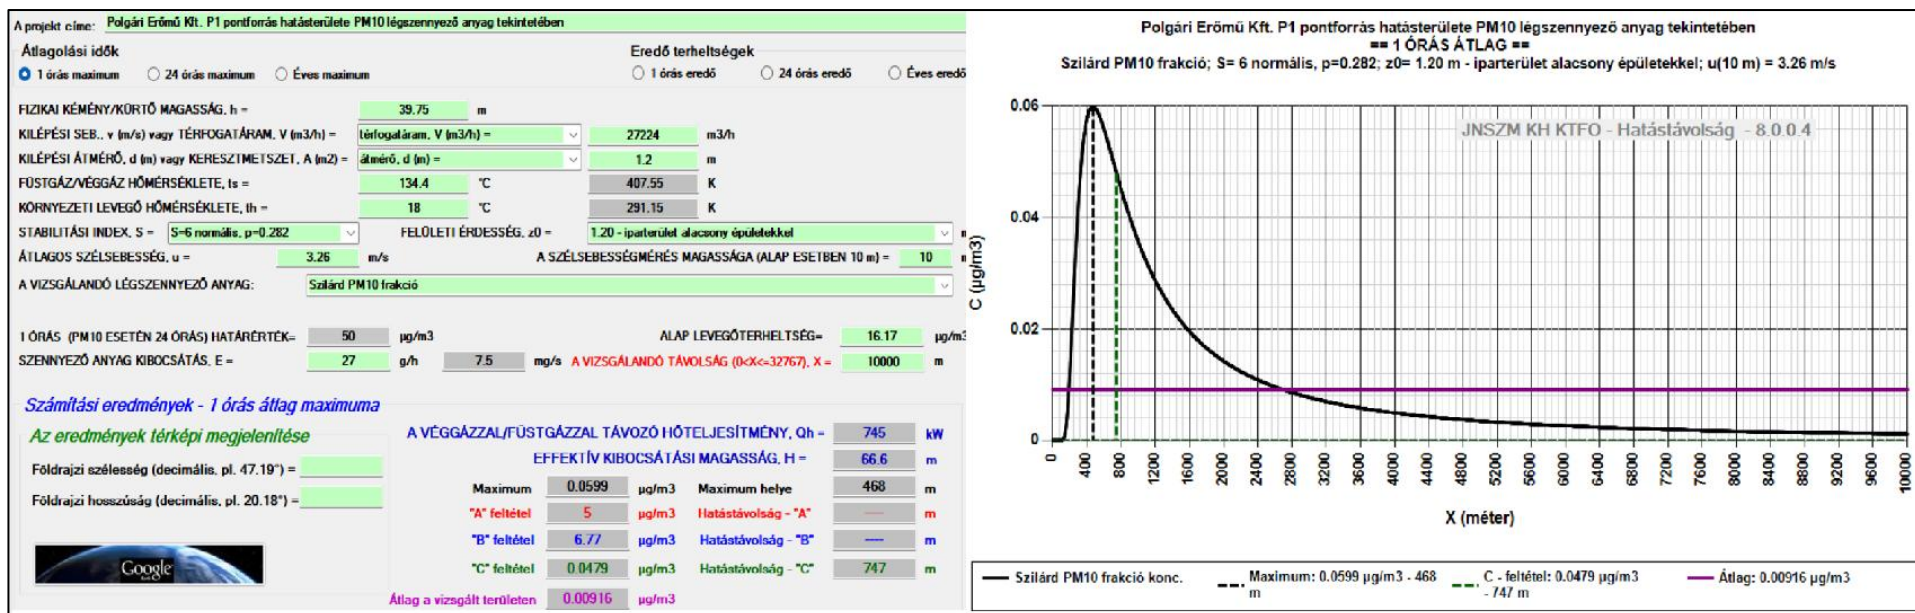 A projekt címe: Polgári Erőmű Kft. P1 pontforrás hatásterülete PM10 légszennyező anyag tekintetében
Átlagolási idők
Eredő terheltségek
1 órás maximum 24 órás maximum Éves maximum
1 órás eredő 24 órás eredő Éves eredő
FIZIKAI KÉMÉNY/KÜRTŐ MAGASSÁG, h = 39.75 m
KILÉPÉSI SEB., v (m/s) vagy TÉRFOGATÁRAM, V (m3/h) = térfogatáram, V (m3/h) = 27224 m3/h
KILÉPÉSI ÁTMÉRŐ, d (m) vagy KERESZTMETSZET, A (m2) = átmérő, d (m) = 1.2 m
FÜSTGÁZ/VÉGGÁZ HŐMÉRSÉKLETE, ts = 134.4 °C 407.55 K
KÖRNYEZETI LEVEGŐ HŐMÉRSÉKLETE, th = 18 °C 291.15 K
STABILITÁSI INDEX, S = S=6 normális, p=0.282 FELÜLETI ÉRDESSÉG, z0 = 1.20 - iparterület alacsony épületekkel
ÁTLAGOS SZÉLSEBESSÉG, u = 3.26 m/s A SZÉLSEBESSÉGMÉRÉS MAGASSÁGA (ALAP ESETBEN 10 m) = 10
A VIZSGÁLANDÓ LÉGSZENNYEZŐ ANYAG: Szilárd PM10 frakció
1 ÓRÁS (PM10 ESETÉN 24 ÓRÁS) HATÁRÉRTÉK= 50 µg/m3 ALAP LEVEGŐTERHELTSÉG= 16.17 µg/m3
SZENNYEZŐ ANYAG KIBOCSÁTÁS, E = 27 g/h 7.5 mg/s A VIZSGÁLANDÓ TÁVOLSÁG (0<X<=32767), X = 10000 m
Számítási eredmények - 1 órás átlag maximuma
Az eredmények térképi megjelenítése
Földrajzi szélesség (decimális, pl. 47.19°) =
Földrajzi hosszúság (decimális, pl. 20.18°) =
Google
A VÉGGÁZZAL/FÜSTGÁZZAL TÁVOZÓ HŐTELJESÍTMÉNY, Qh = 745 kW
EFFEKTÍV KIBOCSÁTÁSI MAGASSÁG, H = 66.6 m
Maximum 0.0599 µg/m3 Maximum helye 468 m
"A" feltétel 5 µg/m3 Hatástávolság - "A" ---- m
"B" feltétel 6.77 µg/m3 Hatástávolság - "B" ---- m
"C" feltétel 0.0479 µg/m3 Hatástávolság - "C" 747 m
Átlag a vizsgált területen 0.00916 µg/m3
Polgári Erőmű Kft. P1 pontforrás hatásterülete PM10 légszennyező anyag tekintetében
== 1 ÓRÁS ÁTLAG ==
Szilárd PM10 frakció; S= 6 normális, p=0.282; z0= 1.20 m - iparterület alacsony épületekkel; u(10 m) = 3.26 m/s
JNSZM KH KTFO - Hatástávolság - 8.0.0.4
C (µg/m3)
0.06
0.04
0.02
0
0 400 800 1200 1600 2000 2400 2800 3200 3600 4000 4400 4800 5200 5600 6000 6400 6800 7200 7600 8000 8400 8800 9200 9600 10000
X (méter)
Szilárd PM10 frakció konc.
Maximum: 0.0599 µg/m3 - 468
m
C - feltétel: 0.0479 µg/m3
- 747 m
Átlag: 0.00916 µg/m3